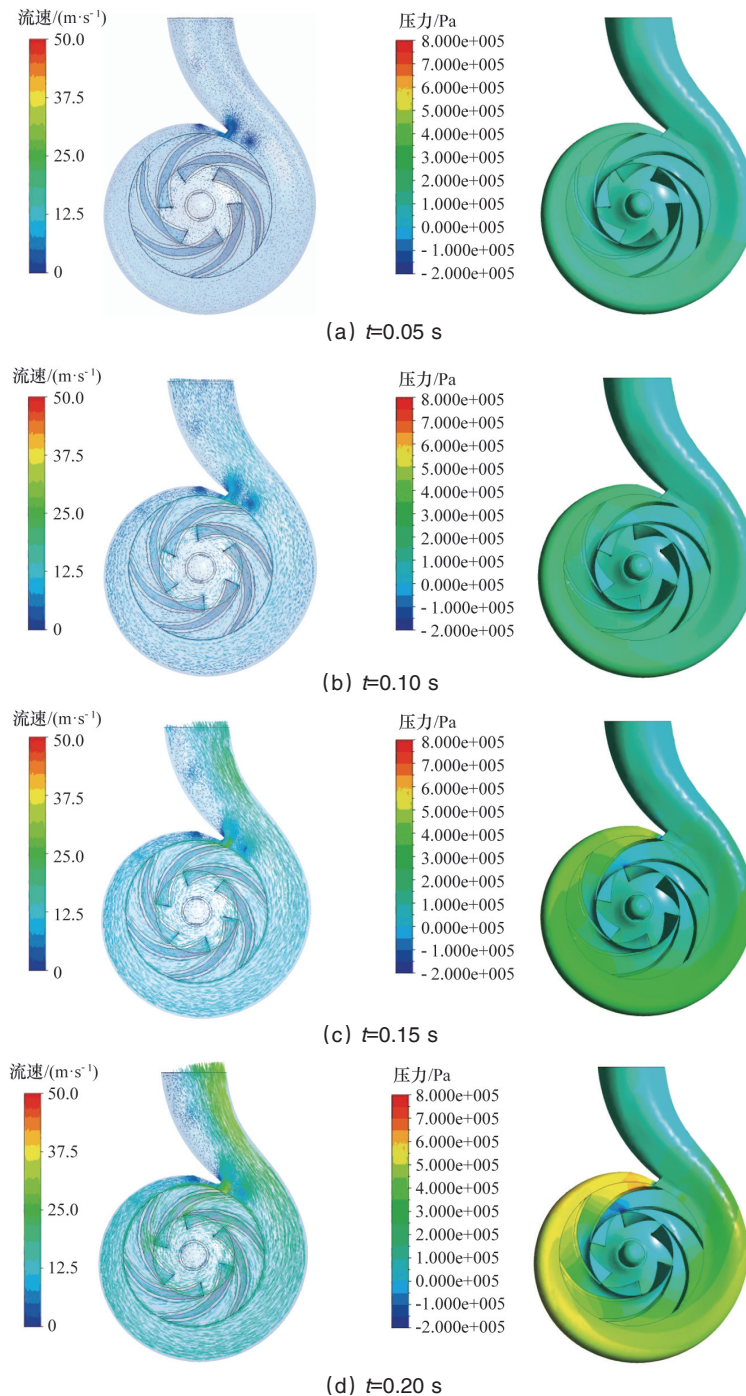 流速/(m·s⁻¹)
50.0
37.5
25.0
12.5
0
压力/Pa
8.000e+005
7.000e+005
6.000e+005
5.000e+005
4.000e+005
3.000e+005
2.000e+005
1.000e+005
0.000e+005
- 1.000e+005
- 2.000e+005
(a) t=0.05 s
流速/(m·s⁻¹)
50.0
37.5
25.0
12.5
0
压力/Pa
8.000e+005
7.000e+005
6.000e+005
5.000e+005
4.000e+005
3.000e+005
2.000e+005
1.000e+005
0.000e+005
- 1.000e+005
- 2.000e+005
(b) t=0.10 s
流速/(m·s⁻¹)
50.0
37.5
25.0
12.5
0
压力/Pa
8.000e+005
7.000e+005
6.000e+005
5.000e+005
4.000e+005
3.000e+005
2.000e+005
1.000e+005
0.000e+005
- 1.000e+005
- 2.000e+005
(c) t=0.15 s
流速/(m·s⁻¹)
50.0
37.5
25.0
12.5
0
压力/Pa
8.000e+005
7.000e+005
6.000e+005
5.000e+005
4.000e+005
3.000e+005
2.000e+005
1.000e+005
0.000e+005
-1.000e+005
-2.000e+005
(d) t=0.20 s